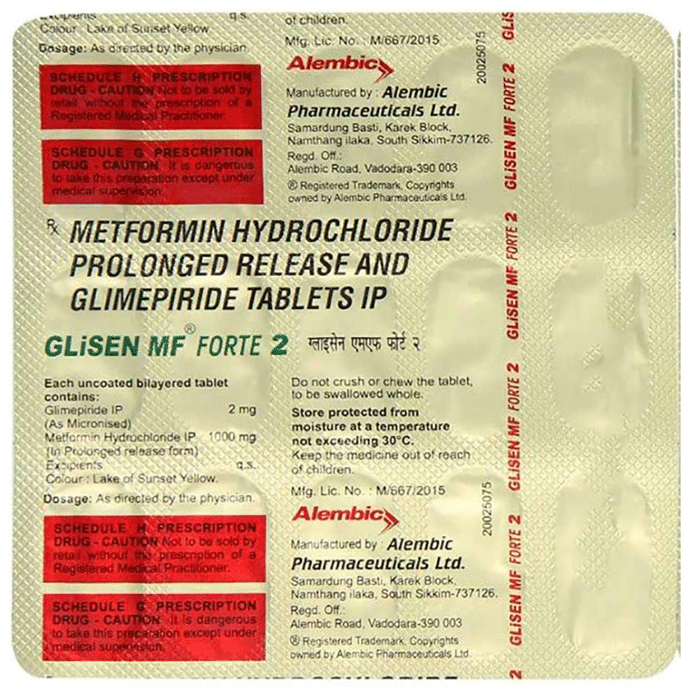 Excipients q.s.
Colour : Lake of Sunset Yellow.
Dosage: As directed by the physician.
SCHEDULE H PRESCRIPTION
DRUG - CAUTION Not to be sold by
retail without the prescription of a
Registered Medical Practitioner.
SCHEDULE G PRESCRIPTION
DRUG - CAUTION It is dangerous
to take this preparation except under
medical supervision.
of children.
Mfg. Lic. No. : M/667/2015
Alembic
Manufactured by : Alembic
Pharmaceuticals Ltd.
Samardung Basti, Karek Block,
Namthang ilaka, South Sikkim-737126.
Regd. Off.:
Alembic Road, Vadodara-390 003
® Registered Trademark, Copyrights
owned by Alembic Pharmaceuticals Ltd.
20025075
Rx METFORMIN HYDROCHLORIDE
PROLONGED RELEASE AND
GLIMEPIRIDE TABLETS IP
GLiSEN MF® FORTE 2 ग्लाइसेन एमएफ फोर्ट २
Each uncoated bilayered tablet
contains:
Glimepiride IP 2 mg
(As Micronised)
Metformin Hydrochloride IP 1000 mg
(In Prolonged release form)
Excipients q.s.
Colour : Lake of Sunset Yellow.
Dosage: As directed by the physician.
SCHEDULE H PRESCRIPTION
DRUG - CAUTION Not to be sold by
retail without the prescription of a
Registered Medical Practitioner.
SCHEDULE G PRESCRIPTION
DRUG - CAUTION It is dangerous
to take this preparation except under
medical supervision.
Do not crush or chew the tablet,
to be swallowed whole.
Store protected from
moisture at a temperature
not exceeding 30°C.
Keep the medicine out of reach
of children.
Mfg. Lic. No. : M/667/2015
Alembic
Manufactured by : Alembic
Pharmaceuticals Ltd.
Samardung Basti, Karek Block,
Namthang ilaka, South Sikkim-737126.
Regd. Off.:
Alembic Road, Vadodara-390 003
® Registered Trademark, Copyrights
owned by Alembic Pharmaceuticals Ltd.
20025075
GLIS
GLISEN MF FORTE 2
GLISEN MF FORTE 2
GLISEN MF FORTE 2
GLISEN MF FORTE 2
2